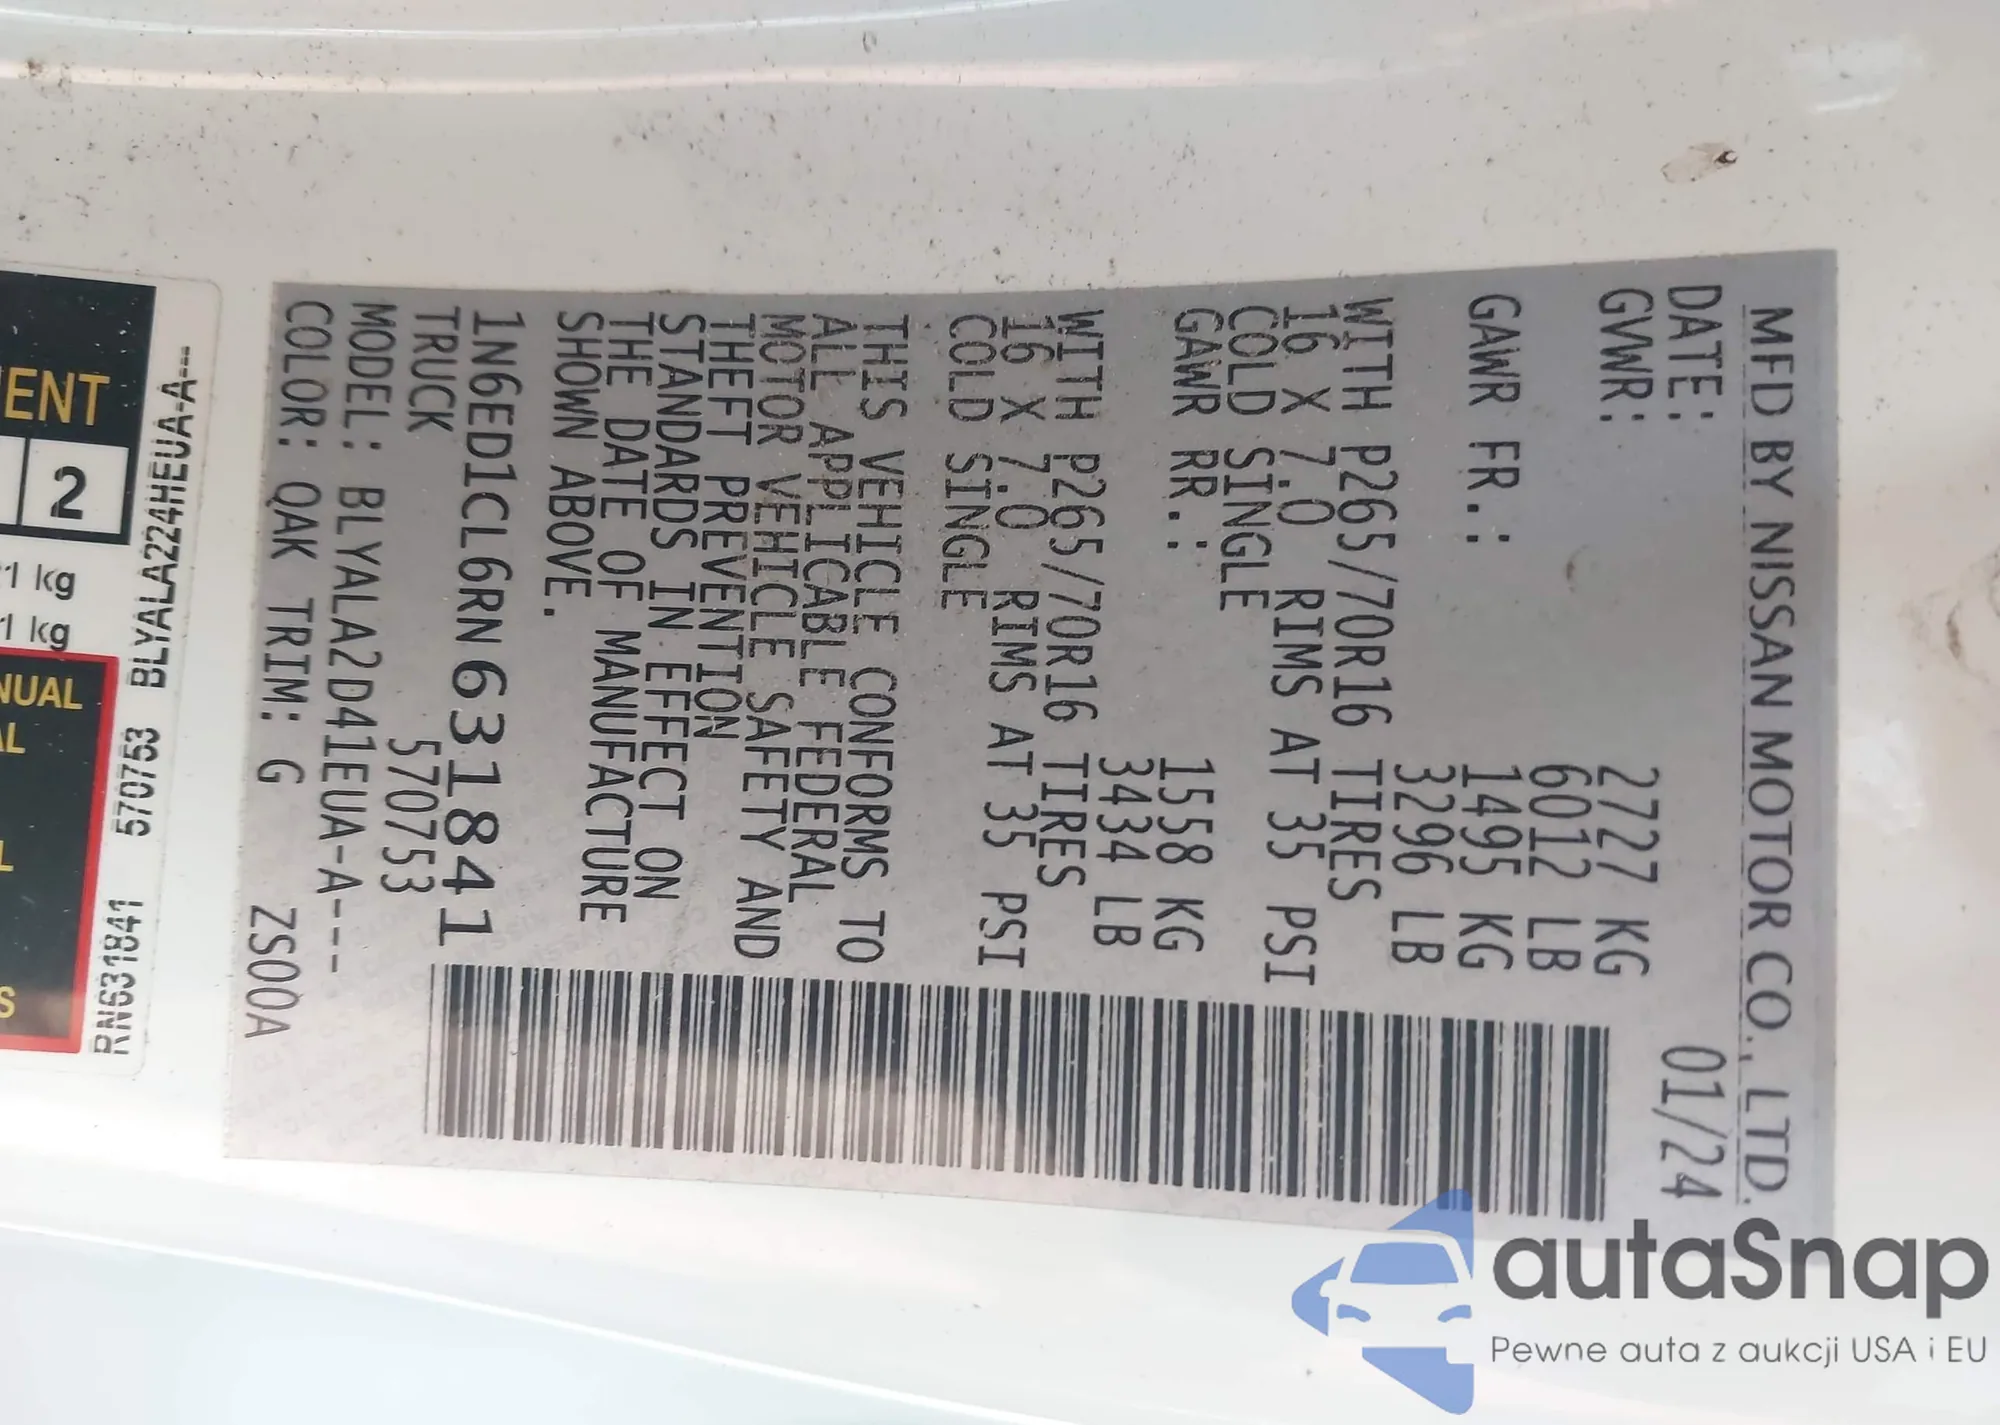 MFD BY NISSAN MOTOR CO., LTD.
DATE: 01/24
GVWR: 2727 KG
6012 LB
GAWR FR.: 1495 KG
3296 LB
WITH P265/70R16 TIRES
16 X 7.0 RIMS AT 35 PSI
COLD SINGLE
GAWR RR.: 1558 KG
3434 LB
WITH P265/70R16 TIRES
16 X 7.0 RIMS AT 35 PSI
COLD SINGLE
THIS VEHICLE CONFORMS TO
ALL APPLICABLE FEDERAL
MOTOR VEHICLE SAFETY AND
THEFT PREVENTION
STANDARDS IN EFFECT ON
THE DATE OF MANUFACTURE
SHOWN ABOVE.
1N6ED1CL6RN631841
TRUCK 570753
MODEL: BLYALA2D41EUA-A----
COLOR: QAK TRIM: G ZS00A
BLYALA224HEUA-A--- 570753 RN631841
ENT
2
1 kg
1 kg
NUAL
AL
L
S
autaSnap
Pewne auta z aukcji USA i EU